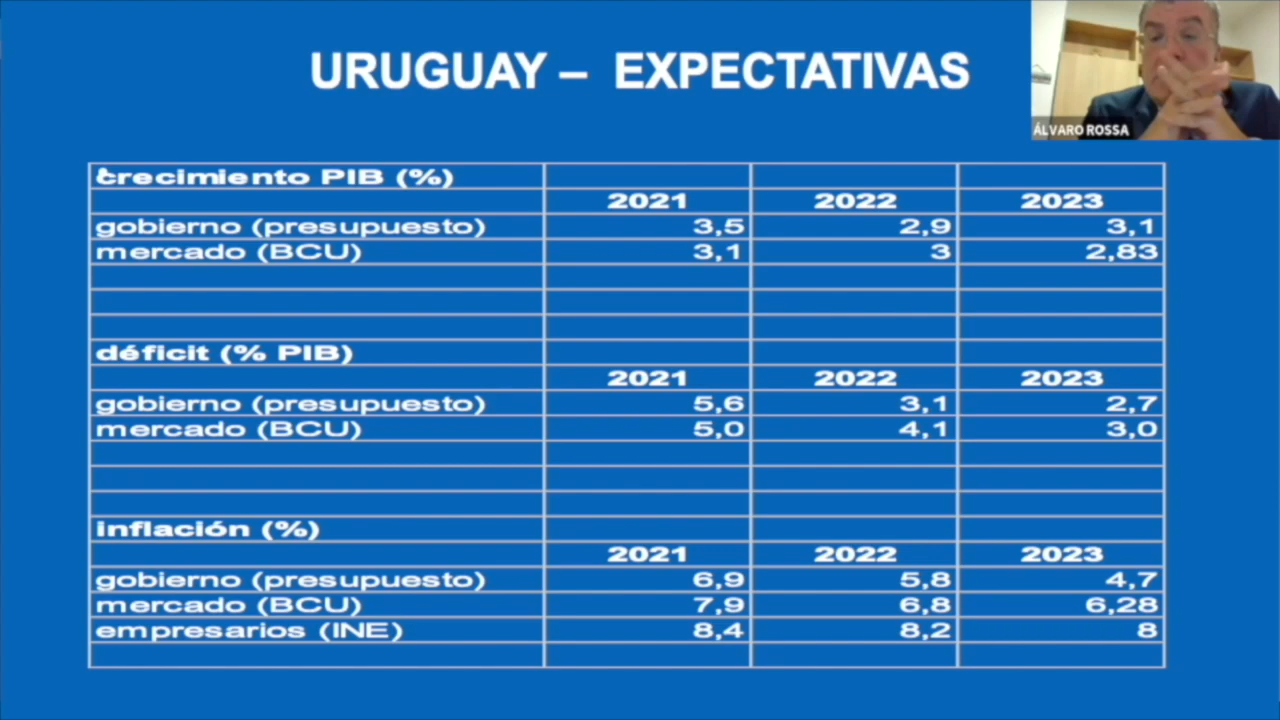 URUGUAY – EXPECTATIVAS
ÁLVARO ROSSA
crecimiento PIB (%)
2021 2022 2023
gobierno (presupuesto) 3,5 2,9 3,1
mercado (BCU) 3,1 3 2,83
déficit (% PIB)
2021 2022 2023
gobierno (presupuesto) 5,6 3,1 2,7
mercado (BCU) 5,0 4,1 3,0
inflación (%)
2021 2022 2023
gobierno (presupuesto) 6,9 5,8 4,7
mercado (BCU) 7,9 6,8 6,28
empresarios (INE) 8,4 8,2 8